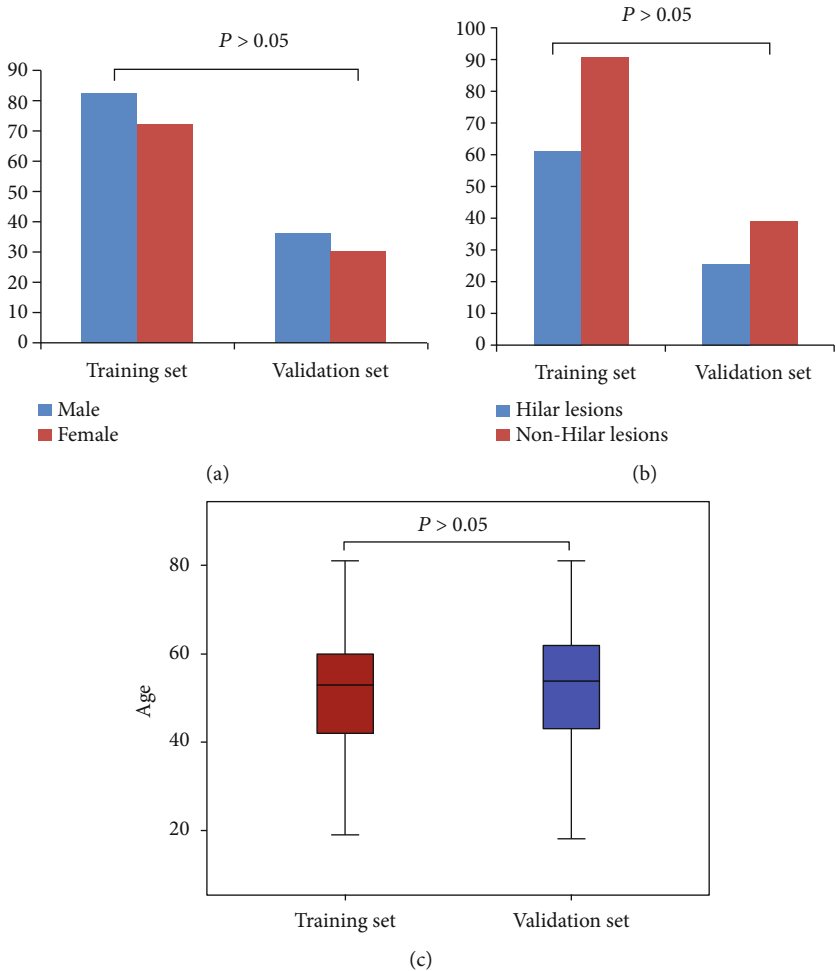 P > 0.05
90
80
70
60
50
40
30
20
10
0
Training set Validation set
Male
Female
(a)
P > 0.05
100
90
80
70
60
50
40
30
20
10
0
Training set Validation set
Hilar lesions
Non-Hilar lesions
(b)
P > 0.05
80
60
40
20
Age
Training set Validation set
(c)